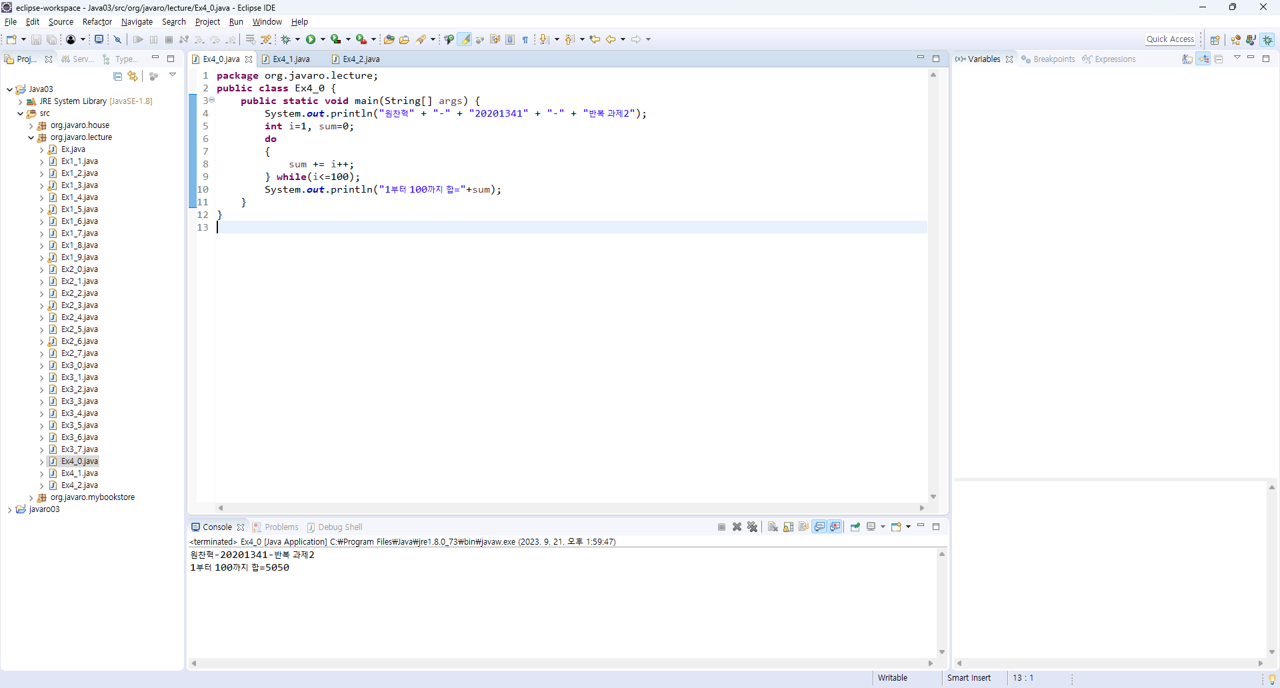 eclipse-workspace - Java03/src/org/javaro/lecture/Ex4_0.java - Eclipse IDE
File Edit Source Refactor Navigate Search Project Run Window Help
Quick Access
Proj... Serv... Type...
Java03
JRE System Library [JavaSE-1.8]
src
org.javaro.house
org.javaro.lecture
Ex.java
Ex1_1.java
Ex1_2.java
Ex1_3.java
Ex1_4.java
Ex1_5.java
Ex1_6.java
Ex1_7.java
Ex1_8.java
Ex1_9.java
Ex2_0.java
Ex2_1.java
Ex2_2.java
Ex2_3.java
Ex2_4.java
Ex2_5.java
Ex2_6.java
Ex2_7.java
Ex3_0.java
Ex3_1.java
Ex3_2.java
Ex3_3.java
Ex3_4.java
Ex3_5.java
Ex3_6.java
Ex3_7.java
Ex4_0.java
Ex4_1.java
Ex4_2.java
org.javaro.mybookstore
javaro03
Ex4_0.java Ex4_1.java Ex4_2.java
1 package org.javaro.lecture;
2 public class Ex4_0 {
3 public static void main(String[] args) {
4 System.out.println("원찬혁" + "-" + "20201341" + "-" + "반복 과제2");
5 int i=1, sum=0;
6 do
7 {
8 sum += i++;
9 } while(i<=100);
10 System.out.println("1부터 100까지 합="+sum);
11 }
12 }
13
Console Problems Debug Shell
<terminated> Ex4_0 [Java Application] C:₩Program Files₩Java₩jre1.8.0_73₩bin₩javaw.exe (2023. 9. 21. 오후 1:59:47)
원찬혁-20201341-반복 과제2
1부터 100까지 합=5050
(x)= Variables Breakpoints Expressions
Writable Smart Insert 13 : 1